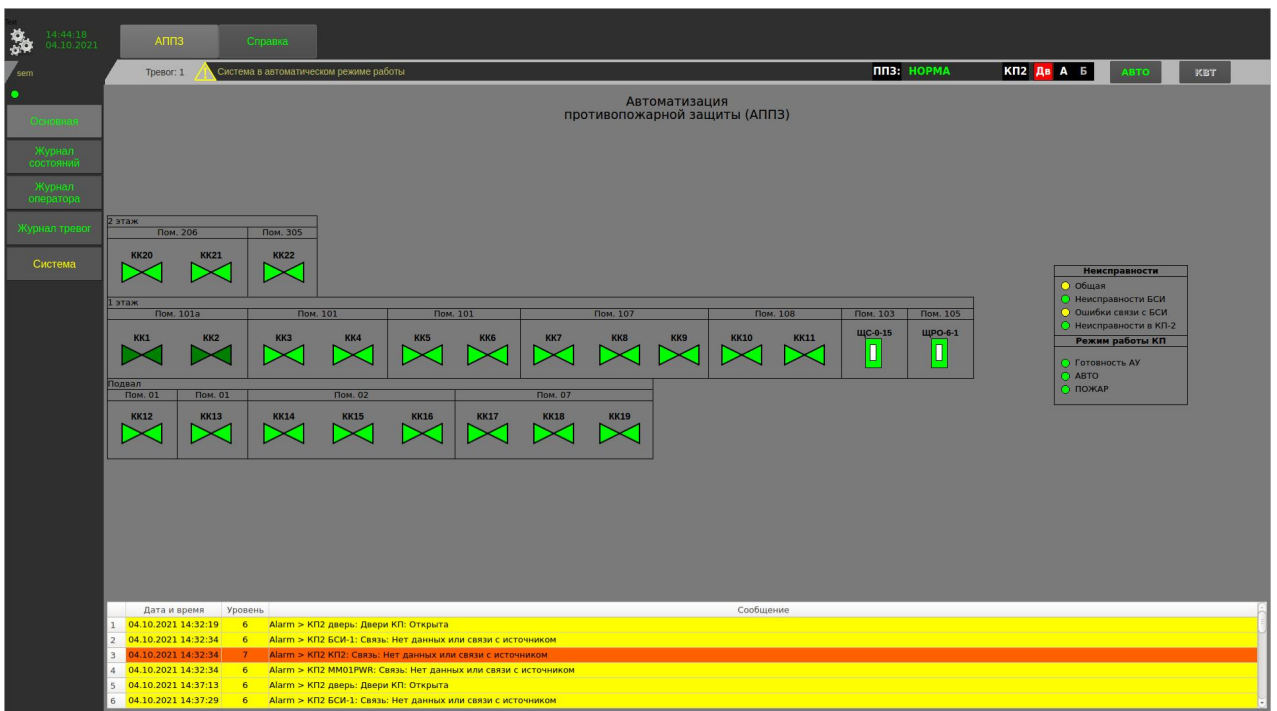 Text
14:44:18
04.10.2021
АППЗ
Справка
sem
Тревог: 1
Система в автоматическом режиме работы
ППЗ: НОРМА
КП2 Дв А Б
АВТО
КВТ
Основная
Журнал
состояний
Журнал
оператора
Журнал тревог
Система
Автоматизация
противопожарной защиты (АППЗ)
2 этаж
Пом. 206 Пом. 305
КК20 КК21 КК22
1 этаж
Пом. 101а Пом. 101 Пом. 101 Пом. 107 Пом. 108 Пом. 103 Пом. 105
КК1 КК2 КК3 КК4 КК5 КК6 КК7 КК8 КК9 КК10 КК11 ЩС-0-15 ЩРО-6-1
Подвал
Пом. 01 Пом. 01 Пом. 02 Пом. 07
КК12 КК13 КК14 КК15 КК16 КК17 КК18 КК19
Неисправности
Общая
Неисправности БСИ
Ошибки связи с БСИ
Неисправности в КП-2
Режим работы КП
Готовность АУ
АВТО
ПОЖАР
Дата и время Уровень Сообщение
1 04.10.2021 14:32:19 6 Alarm > КП2 дверь: Двери КП: Открыта
2 04.10.2021 14:32:34 6 Alarm > КП2 БСИ-1: Связь: Нет данных или связи с источником
3 04.10.2021 14:32:34 7 Alarm > КП2 КП2: Связь: Нет данных или связи с источником
4 04.10.2021 14:32:34 6 Alarm > КП2 MM01PWR: Связь: Нет данных или связи с источником
5 04.10.2021 14:37:13 6 Alarm > КП2 дверь: Двери КП: Открыта
6 04.10.2021 14:37:29 6 Alarm > КП2 БСИ-1: Связь: Нет данных или связи с источником